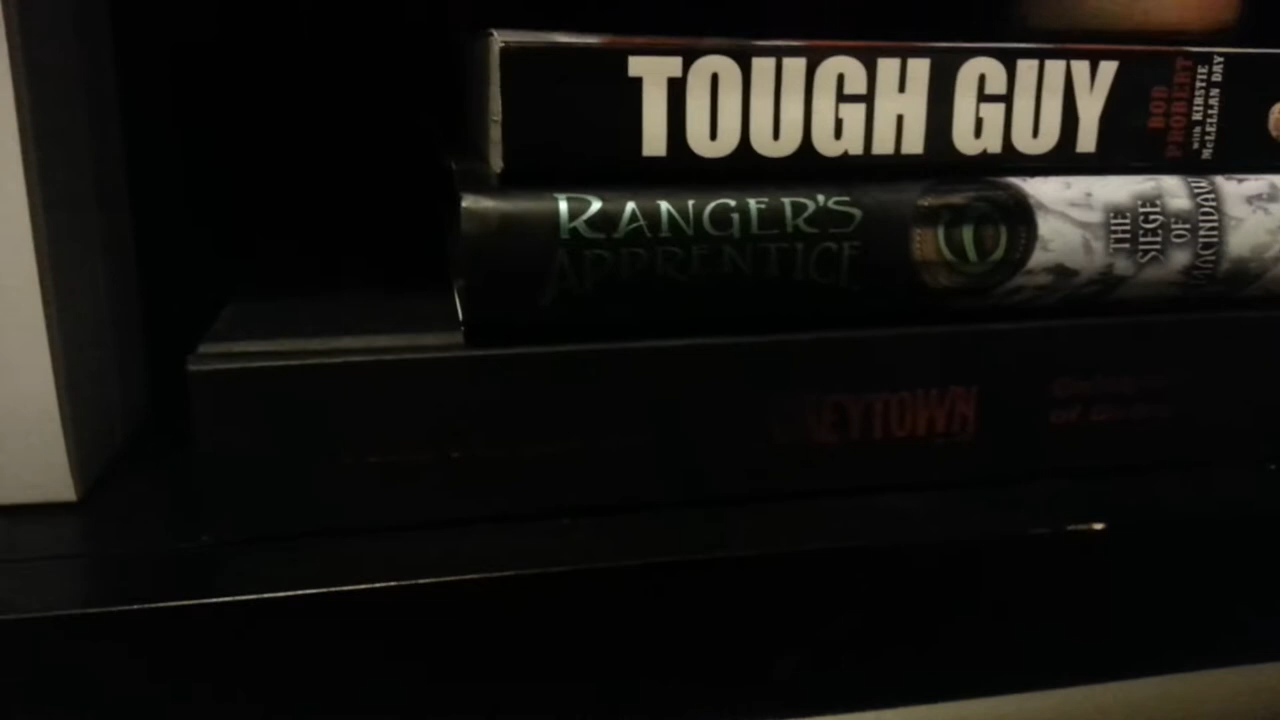 TOUGH GUY
BOB
PROBERT
with KIRSTIE
McLELLAN DAY
RANGER'S
APPRENTICE
THE
SIEGE
OF
MACINDAW